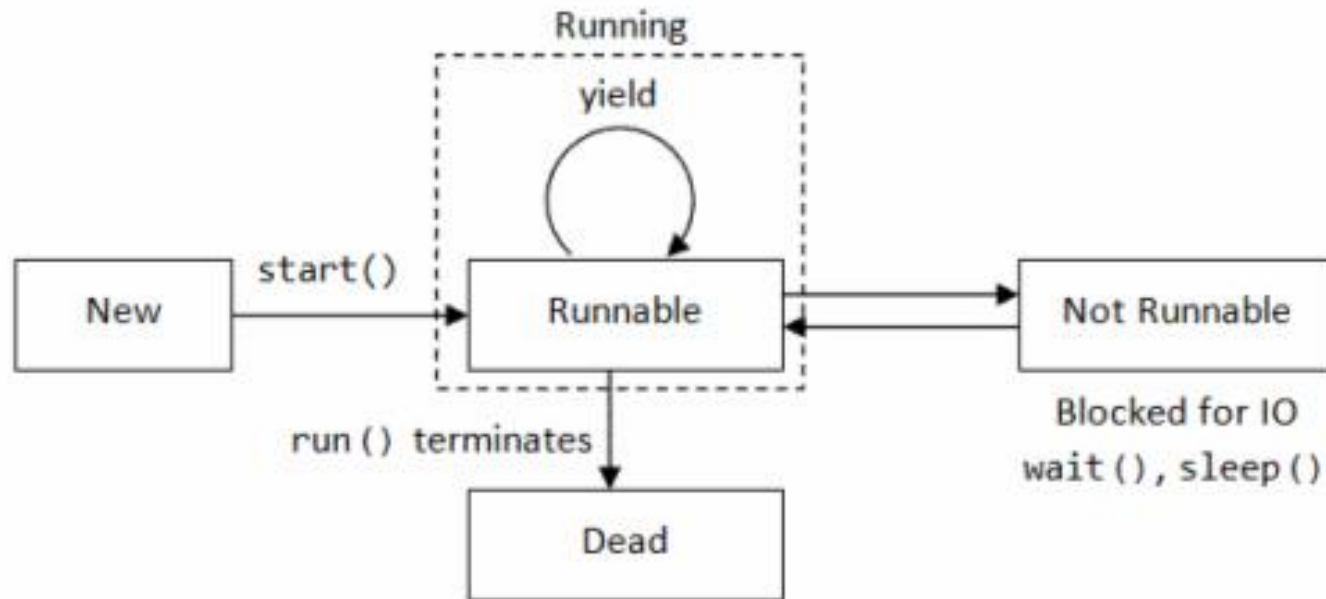 Running
yield
start()
New
Runnable
Not Runnable
Blocked for IO
wait(), sleep()
run() terminates
Dead